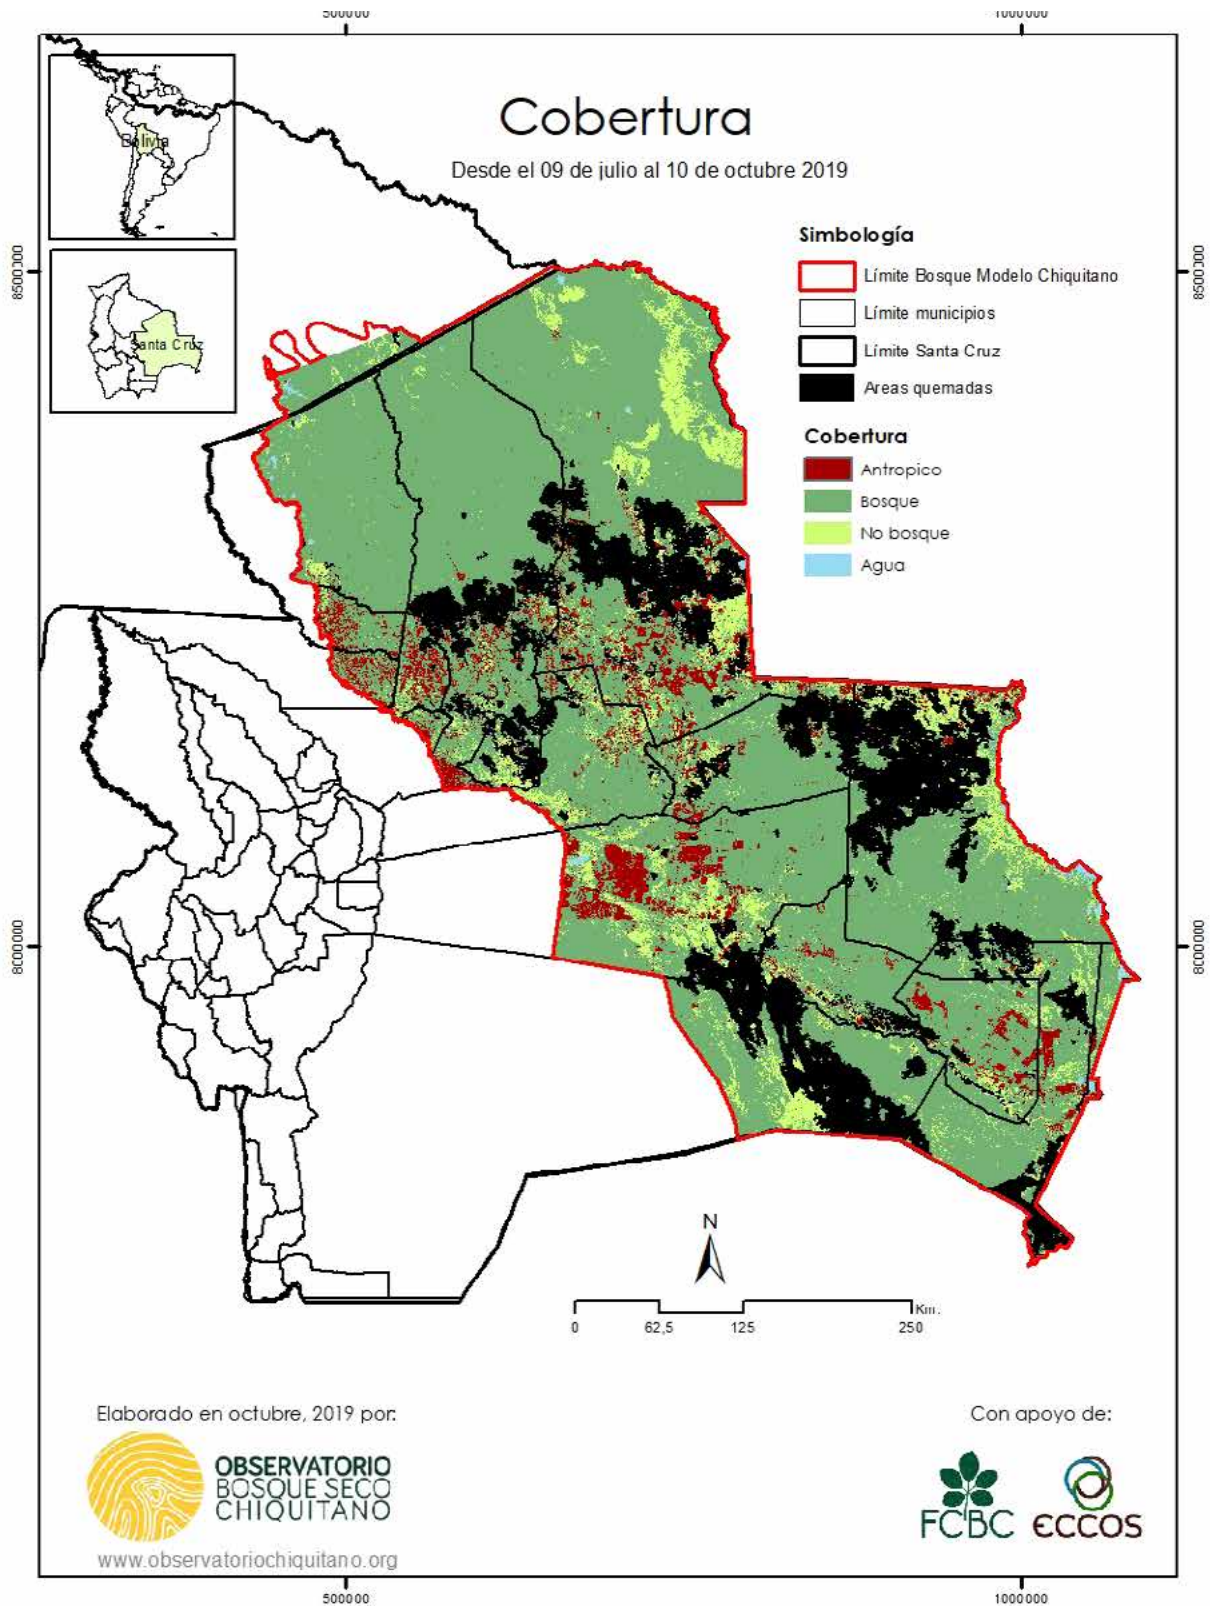 500000
1000000
Bolivia
Cobertura
Desde el 09 de julio al 10 de octubre 2019
Simbología
Límite Bosque Modelo Chiquitano
Límite municipios
Límite Santa Cruz
Areas quemadas
Cobertura
Antropico
Bosque
No bosque
Agua
8500000
8500000
Santa Cruz
8000000
8000000
N
Km.
0
62,5
125
250
Elaborado en octubre, 2019 por:
Con apoyo de:
OBSERVATORIO
BOSQUE SECO
CHIQUITANO
FCBC
ECCOS
www.observatoriochiquitano.org
500000
1000000